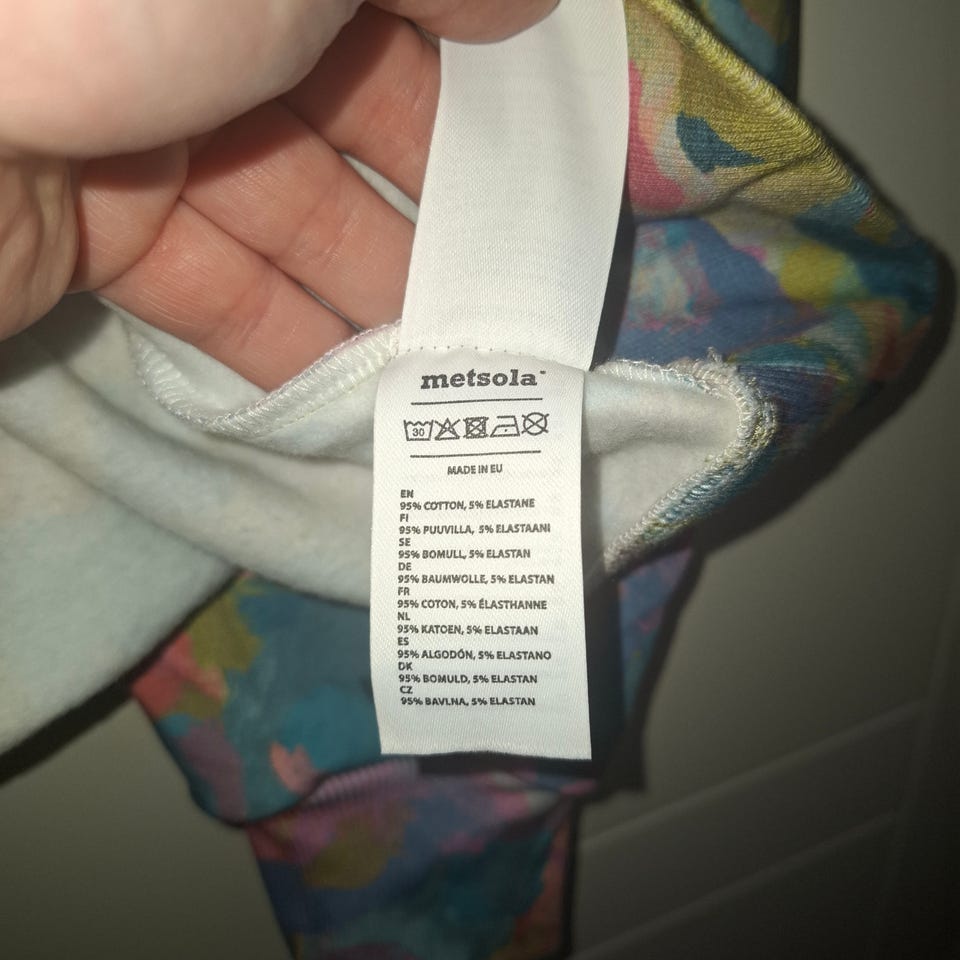 metsola
30
MADE IN EU
EN
95% COTTON, 5% ELASTANE
FI
95% PUUVILLA, 5% ELASTAANI
SE
95% BOMULL, 5% ELASTAN
DE
95% BAUMWOLLE, 5% ELASTAN
FR
95% COTON, 5% ÉLASTHANNE
NL
95% KATOEN, 5% ELASTAAN
ES
95% ALGODÓN, 5% ELASTANO
DK
95% BOMULD, 5% ELASTAN
CZ
95% BAVLNA, 5% ELASTAN